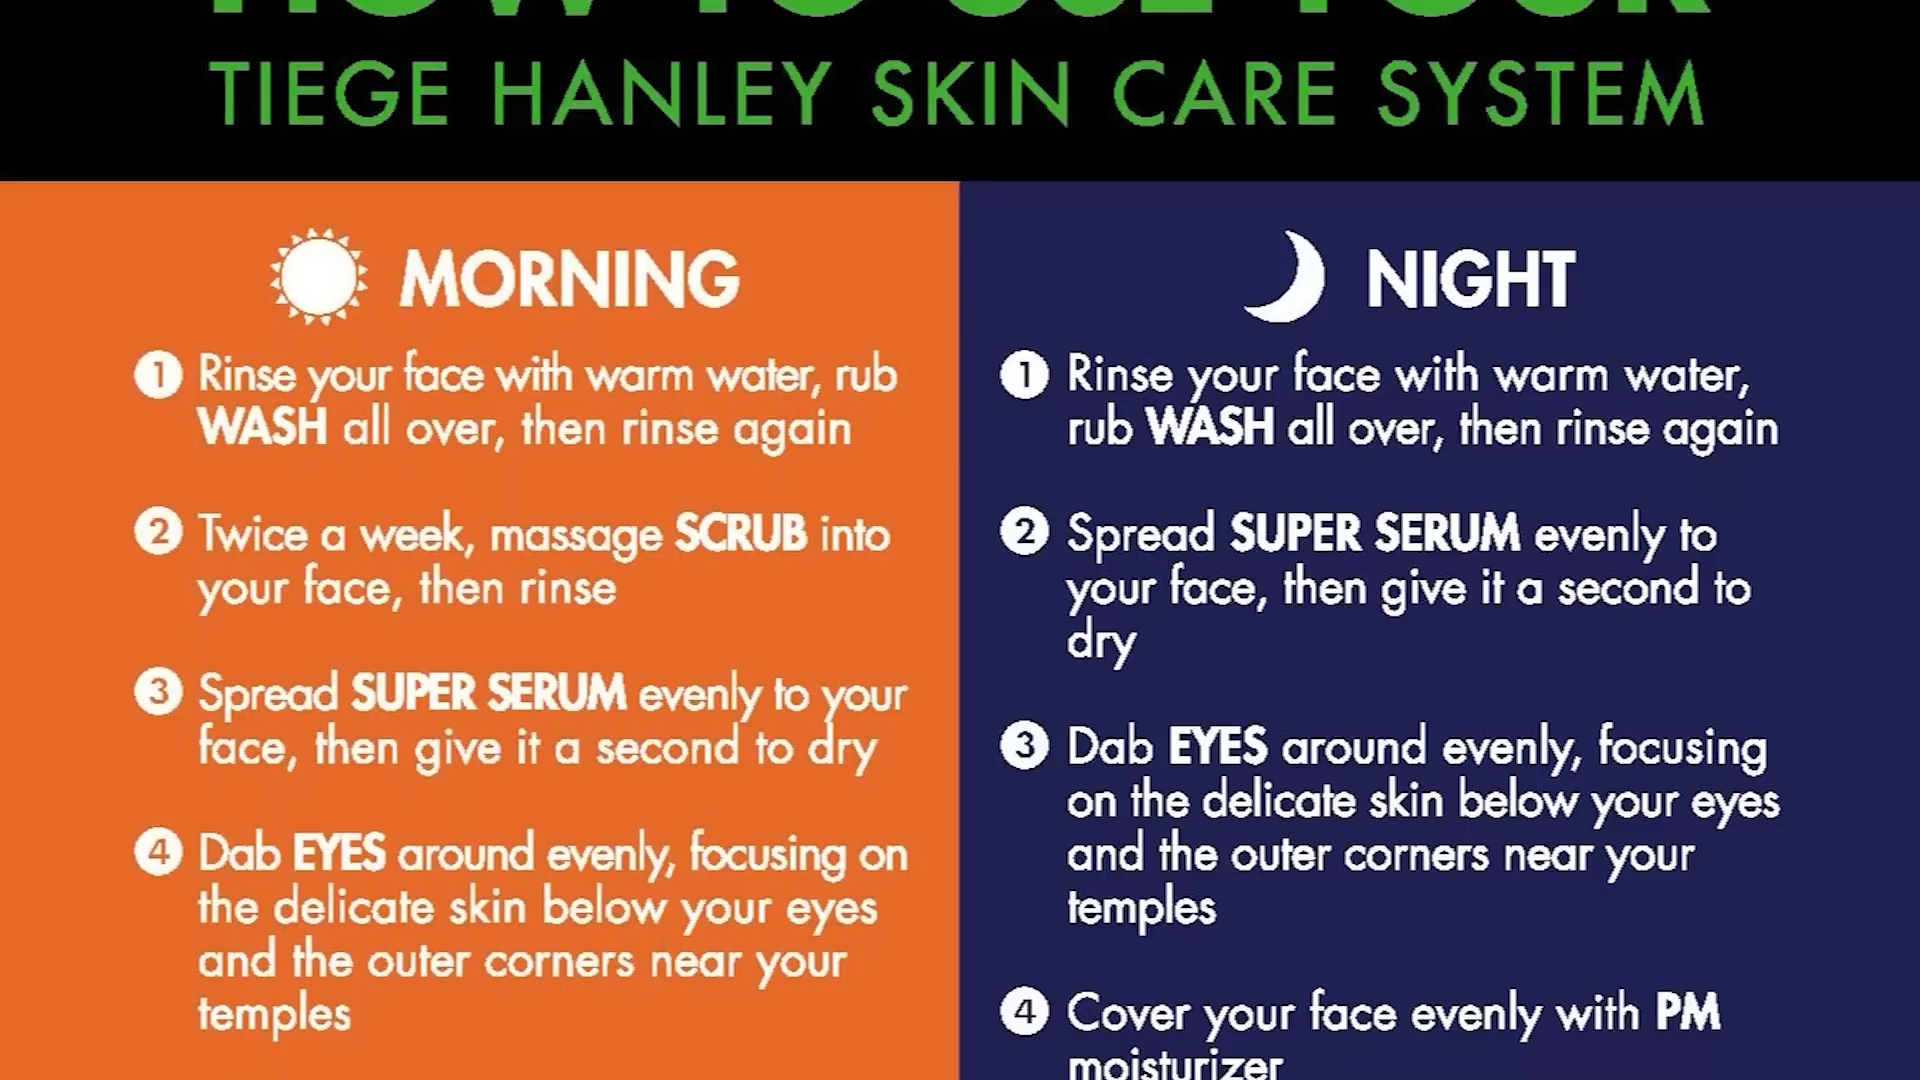 HOW TO USE YOUR
TIEGE HANLEY SKIN CARE SYSTEM
MORNING
1 Rinse your face with warm water, rub
WASH all over, then rinse again
2 Twice a week, massage SCRUB into
your face, then rinse
3 Spread SUPER SERUM evenly to your
face, then give it a second to dry
4 Dab EYES around evenly, focusing on
the delicate skin below your eyes
and the outer corners near your
temples
NIGHT
1 Rinse your face with warm water,
rub WASH all over, then rinse again
2 Spread SUPER SERUM evenly to
your face, then give it a second to
dry
3 Dab EYES around evenly, focusing
on the delicate skin below your eyes
and the outer corners near your
temples
4 Cover your face evenly with PM
moisturizer